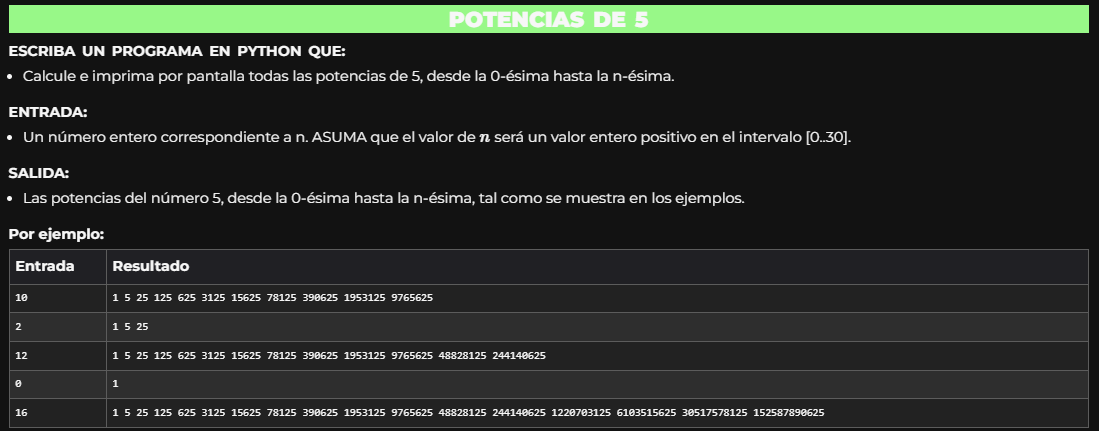 POTENCIAS DE 5
ESCRIBA UN PROGRAMA EN PYTHON QUE:
• Calcule e imprima por pantalla todas las potencias de 5, desde la 0-ésima hasta la n-ésima.
ENTRADA:
• Un número entero correspondiente a n. ASUMA que el valor de n será un valor entero positivo en el intervalo [0..30].
SALIDA:
• Las potencias del número 5, desde la 0-ésima hasta la n-ésima, tal como se muestra en los ejemplos.
Por ejemplo:
Entrada Resultado
10 1 5 25 125 625 3125 15625 78125 390625 1953125 9765625
2 1 5 25
12 1 5 25 125 625 3125 15625 78125 390625 1953125 9765625 48828125 244140625
0 1
16 1 5 25 125 625 3125 15625 78125 390625 1953125 9765625 48828125 244140625 1220703125 6103515625 30517578125 152587890625